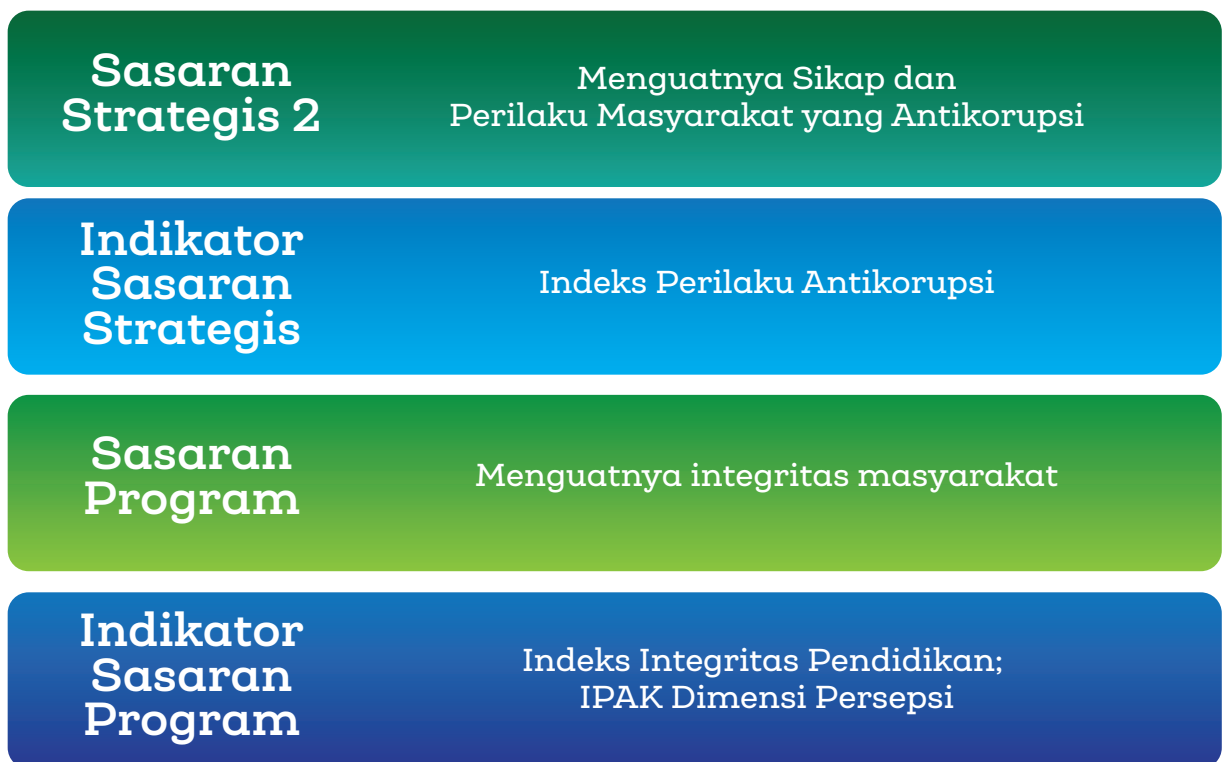 Sasaran
Strategis 2
Menguatnya Sikap dan
Perilaku Masyarakat yang Antikorupsi
Indikator
Sasaran
Strategis
Indeks Perilaku Antikorupsi
Sasaran
Program
Menguatnya integritas masyarakat
Indikator
Sasaran
Program
Indeks Integritas Pendidikan;
IPAK Dimensi Persepsi